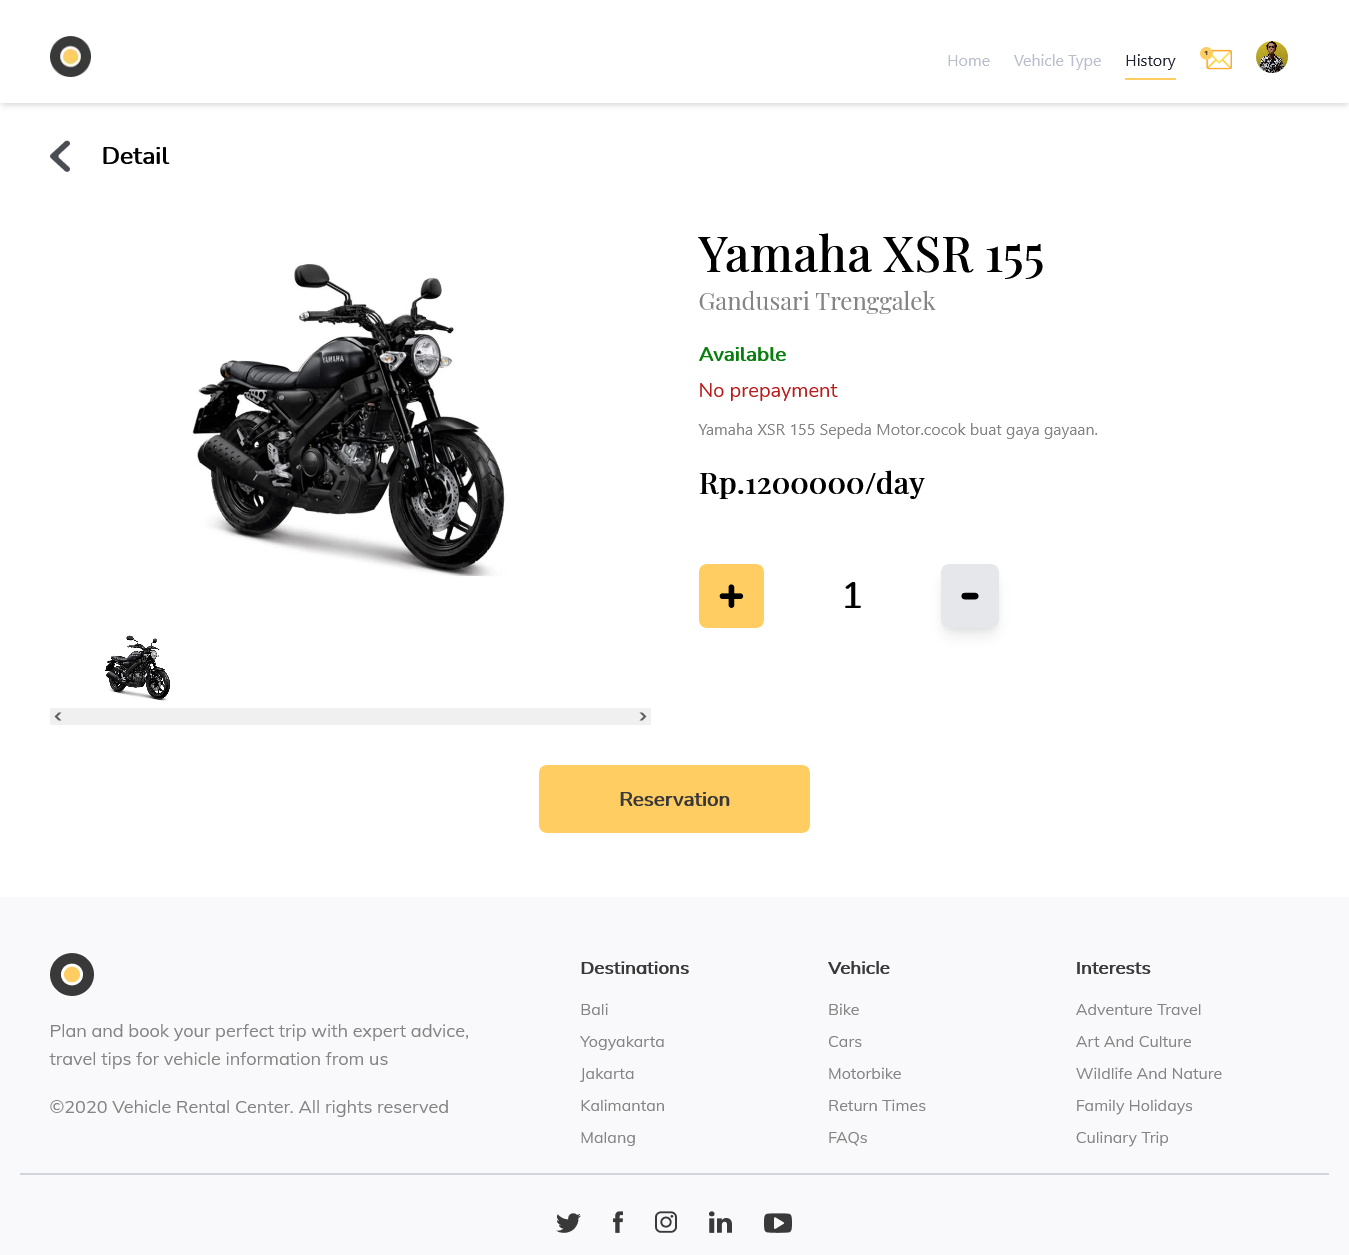 Home Vehicle Type History 1
Detail
Yamaha XSR 155
Gandusari Trenggalek
Available
No prepayment
Yamaha XSR 155 Sepeda Motor.cocok buat gaya gayaan.
Rp.1200000/day
+ 1 -
YAMAHA
Reservation
Plan and book your perfect trip with expert advice,
travel tips for vehicle information from us
©2020 Vehicle Rental Center. All rights reserved
Destinations
Bali
Yogyakarta
Jakarta
Kalimantan
Malang
Vehicle
Bike
Cars
Motorbike
Return Times
FAQs
Interests
Adventure Travel
Art And Culture
Wildlife And Nature
Family Holidays
Culinary Trip